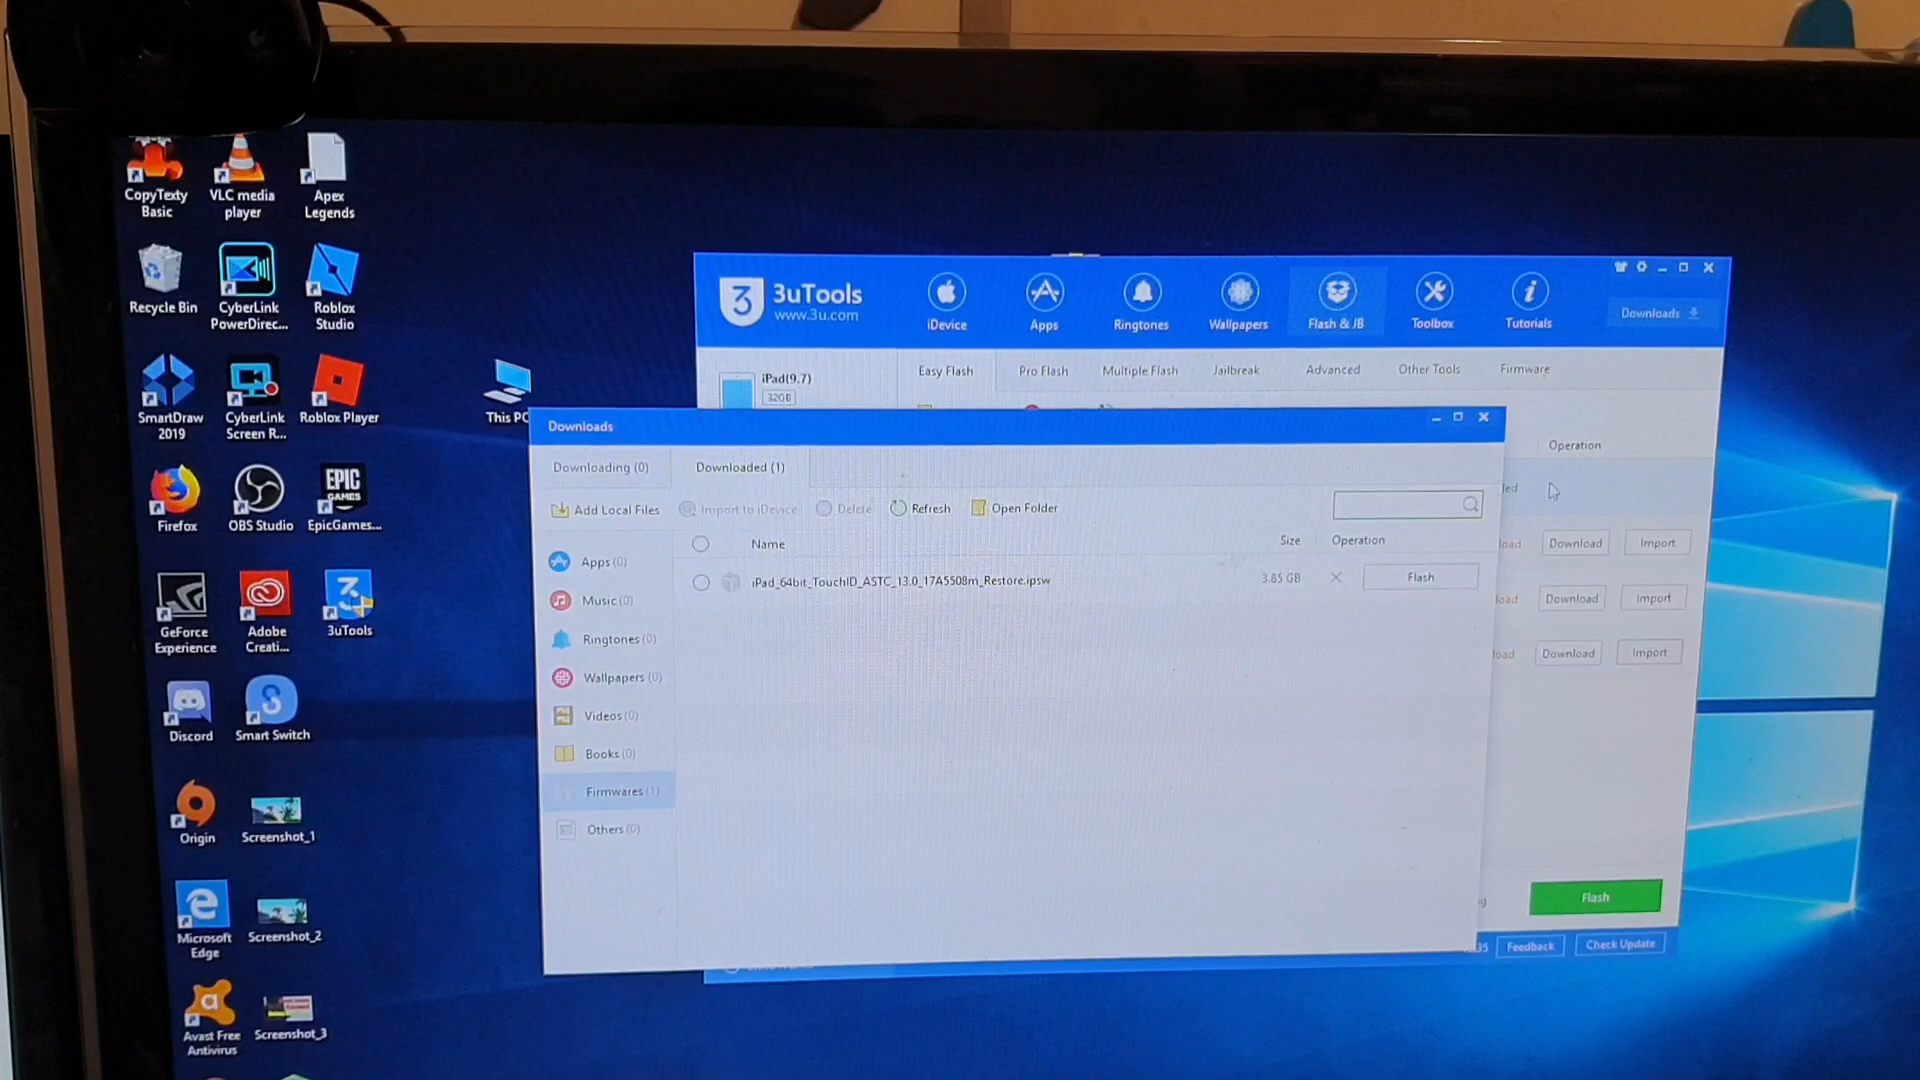 CopyTexty
Basic
VLC media
player
Apex
Legends
Recycle Bin
CyberLink
PowerDirec...
Roblox
Studio
SmartDraw
2019
CyberLink
Screen R...
Roblox Player
This PC
Firefox
OBS Studio
EPIC
GAMES
EpicGames...
GeForce
Experience
Adobe
Creati...
3uTools
Discord
Smart Switch
Origin
Screenshot_1
Microsoft
Edge
Screenshot_2
Avast Free
Antivirus
Screenshot_3
3uTools
www.3u.com
iDevice
Apps
Ringtones
Wallpapers
Flash & JB
Toolbox
Tutorials
Downloads
iPad(9.7)
32GB
Easy Flash
Pro Flash
Multiple Flash
Jailbreak
Advanced
Other Tools
Firmware
Operation
Download Import
Download Import
Download Import
Flash
Feedback
Check Update
Downloads
Downloading (0)
Downloaded (1)
Add Local Files
Import to iDevice
Delete
Refresh
Open Folder
Name
Size
Operation
iPad_64bit_TouchID_ASTC_13.0_17A5508m_Restore.ipsw
3.85 GB
Flash
Apps (0)
Music (0)
Ringtones (0)
Wallpapers (0)
Videos (0)
Books (0)
Firmwares (1)
Others (0)